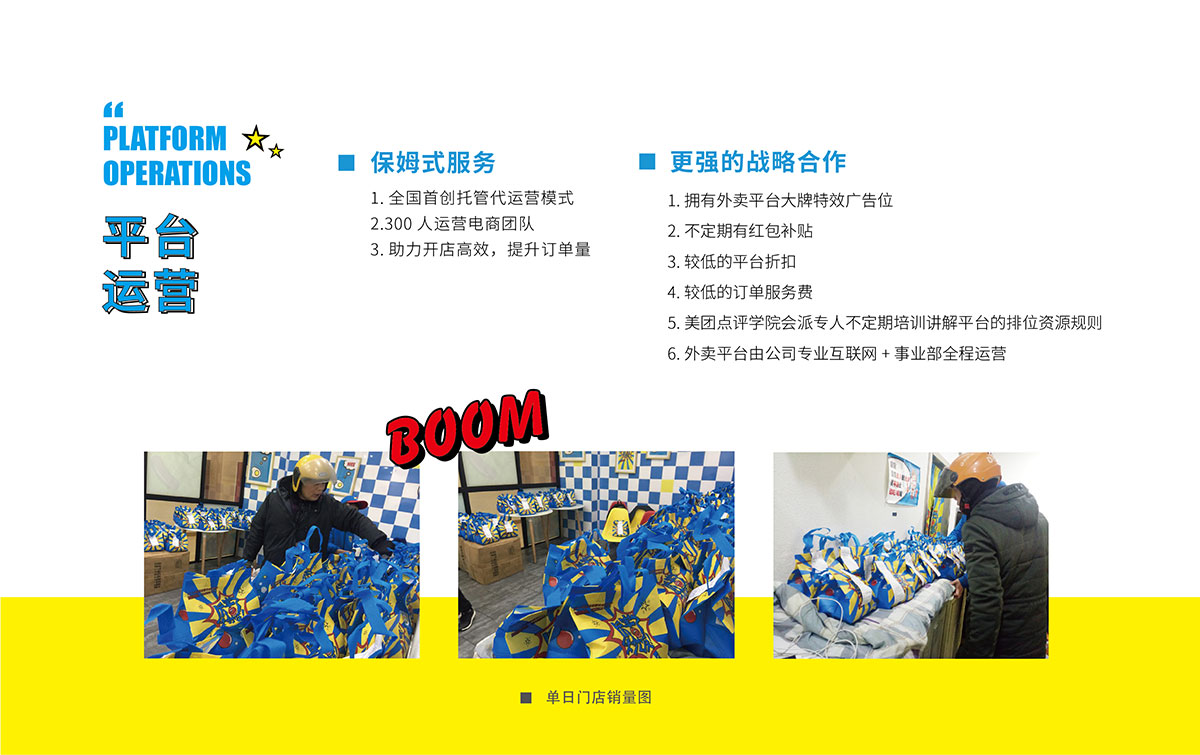 “
PLATFORM
OPERATIONS
平台
运营
保姆式服务
1. 全国首创托管代运营模式
2.300 人运营电商团队
3. 助力开店高效，提升订单量
更强的战略合作
1. 拥有外卖平台大牌特效广告位
2. 不定期有红包补贴
3. 较低的平台折扣
4. 较低的订单服务费
5. 美团点评学院会派专人不定期培训讲解平台的排位资源规则
6. 外卖平台由公司专业互联网 + 事业部全程运营
BOOM
单日门店销量图